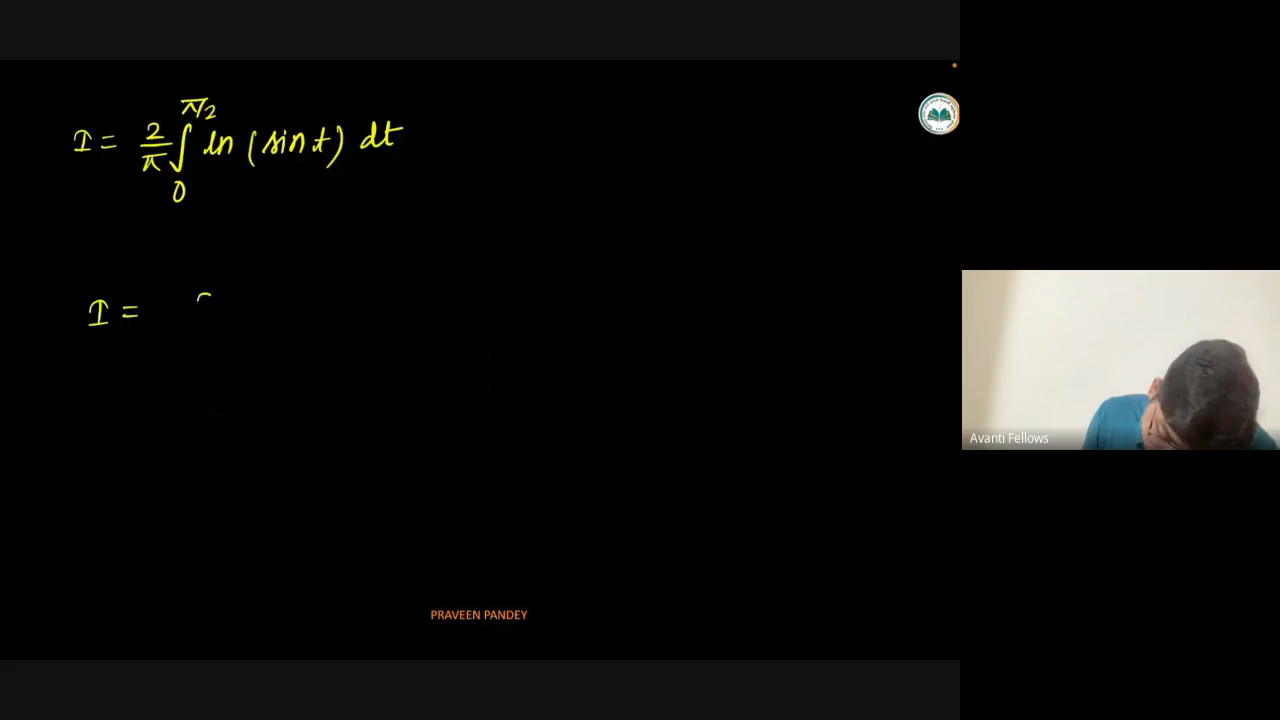 I = 2/π ∫₀^{π/2} ln (sin t) dt
I =
PRAVEEN PANDEY
Avanti Fellows